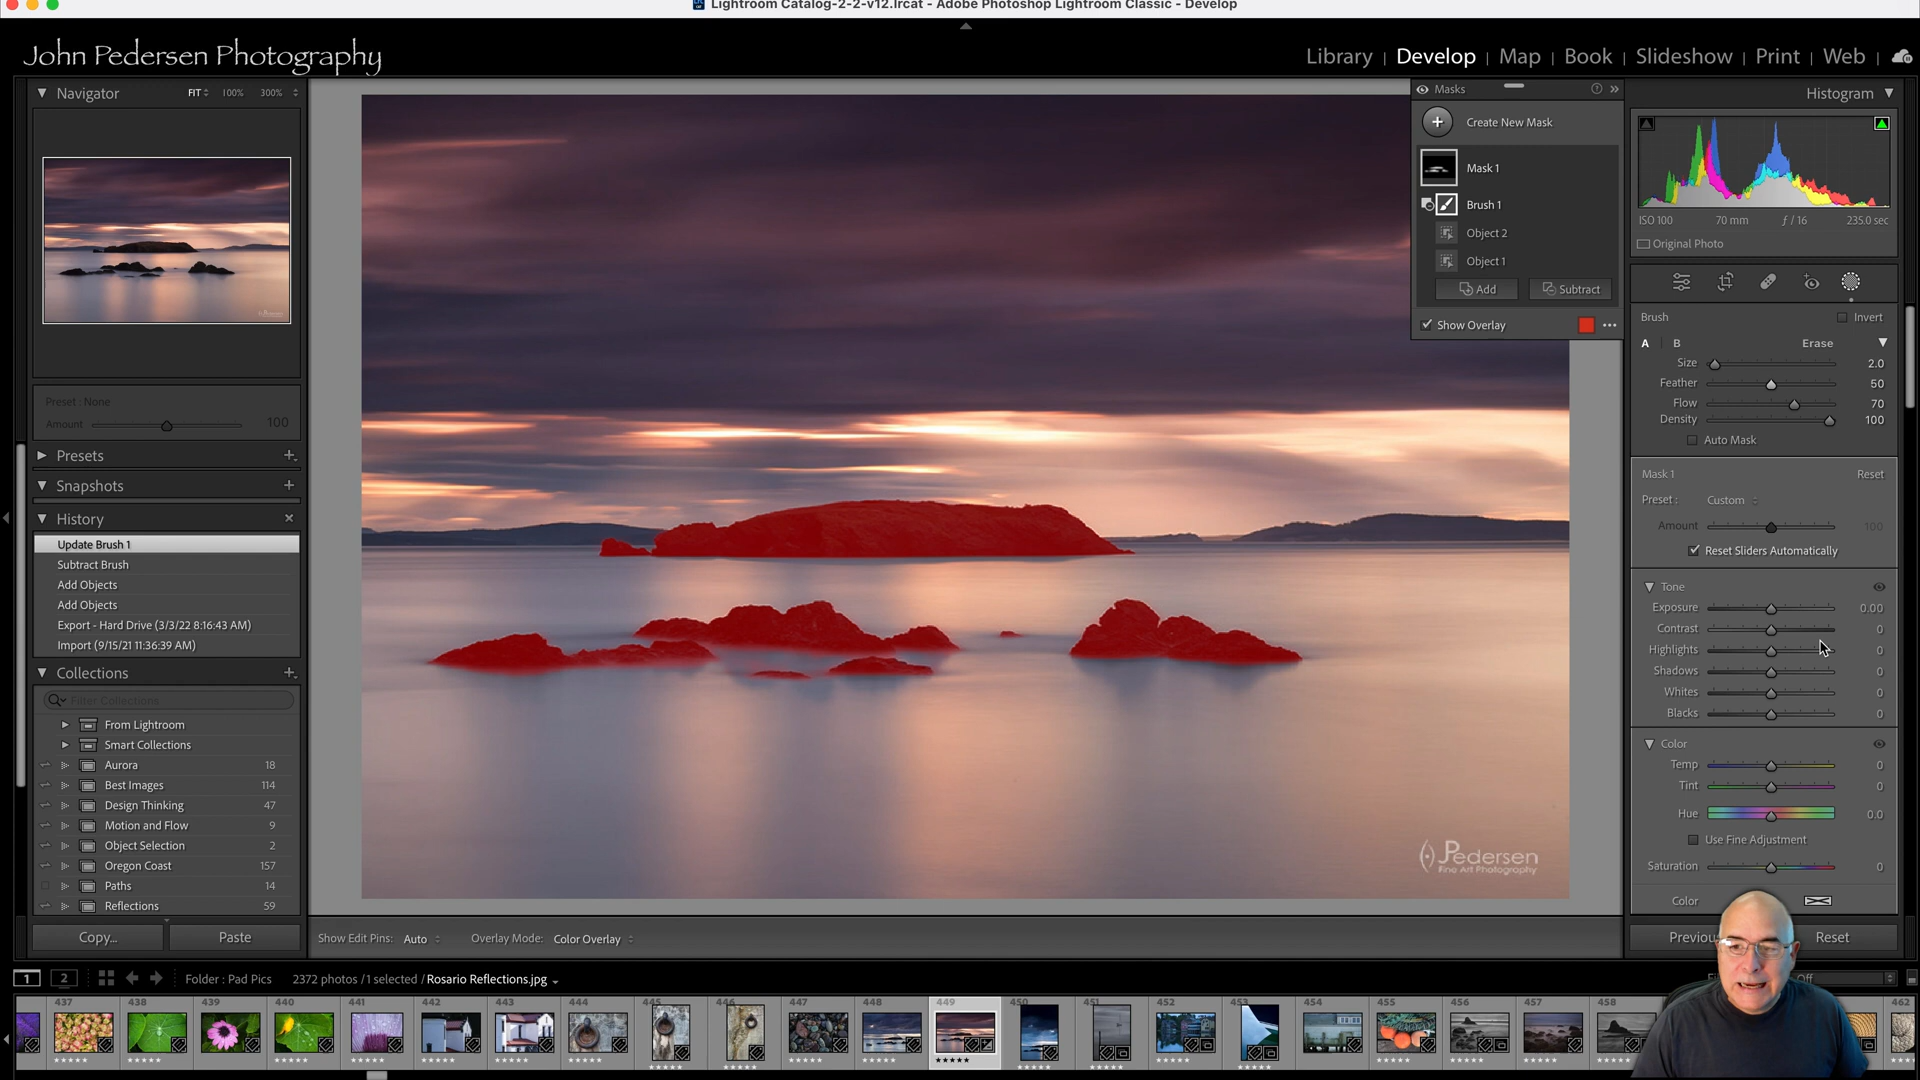 Lightroom Catalog-2-2-v12.lrcat - Adobe Photoshop Lightroom Classic - Develop
John Pedersen Photography
Library | Develop | Map | Book | Slideshow | Print | Web
Navigator FIT 100% 300%
Preset : None
Amount 100
Presets
Snapshots
History
Update Brush 1
Subtract Brush
Add Objects
Add Objects
Export - Hard Drive (3/3/22 8:16:43 AM)
Import (9/15/21 11:36:39 AM)
Collections
Filter Collections
From Lightroom
Smart Collections
Aurora 18
Best Images 114
Design Thinking 47
Motion and Flow 9
Object Selection 2
Oregon Coast 157
Paths 14
Reflections 59
Copy... Paste
Pedersen
Fine Art Photography
Masks
Create New Mask
Mask 1
Brush 1
Object 2
Object 1
Add Subtract
Show Overlay
Show Edit Pins: Auto Overlay Mode: Color Overlay
Histogram
ISO 100 70 mm ƒ / 16 235.0 sec
Original Photo
Brush Invert
A B Erase
Size 2.0
Feather 50
Flow 70
Density 100
Auto Mask
Mask 1 Reset
Preset : Custom
Amount 100
Reset Sliders Automatically
Tone
Exposure 0.00
Contrast 0
Highlights 0
Shadows 0
Whites 0
Blacks 0
Color
Temp 0
Tint 0
Hue 0.0
Use Fine Adjustment
Saturation 0
Color
Reset
1 2 Folder : Pad Pics 2372 photos / 1 selected / Rosario Reflections.jpg Off
437 438 439 440 441 442 443 444 445 446 447 448 449 450 451 452 453 454 455 456 457 458 462